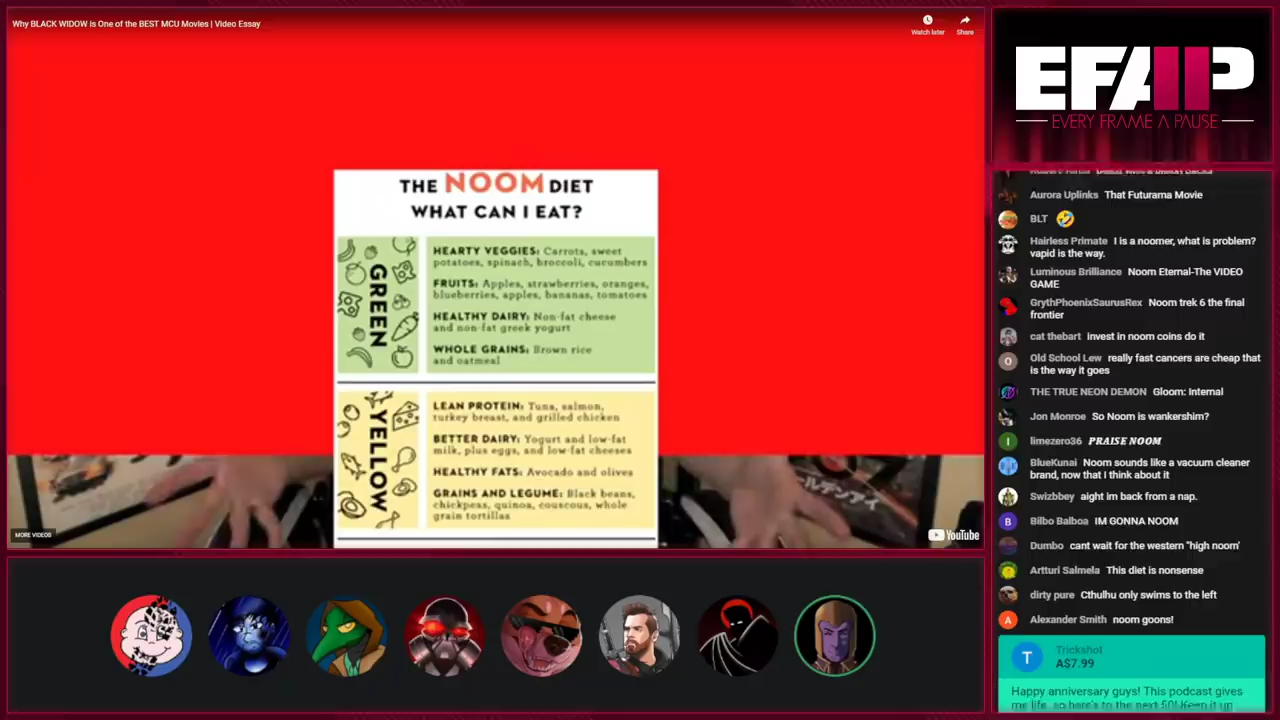 Why BLACK WIDOW is One of the BEST MCU Movies | Video Essay
Watch later
Share
THE NOOM DIET
WHAT CAN I EAT?
GREEN
HEARTY VEGGIES: Carrots, sweet
potatoes, spinach, broccoli, cucumbers
FRUITS: Apples, strawberries, oranges,
blueberries, apples, bananas, tomatoes
HEALTHY DAIRY: Non-fat cheese
and non-fat greek yogurt
WHOLE GRAINS: Brown rice
and oatmeal
YELLOW
LEAN PROTEIN: Tuna, salmon,
turkey breast, and grilled chicken
BETTER DAIRY: Yogurt and low-fat
milk, plus eggs, and low-fat cheeses
HEALTHY FATS: Avocado and olives
GRAINS AND LEGUME: Black beans,
chickpeas, quinoa, couscous, whole
grain tortillas
MORE VIDEOS
YouTube
EFAP
EVERY FRAME A PAUSE
Aurora Uplinks That Futurama Movie
BLT 🤣
Hairless Primate I is a noomer, what is problem?
vapid is the way.
Luminous Brilliance Noom Eternal-The VIDEO
GAME
GrythPhoenixSaurusRex Noom trek 6 the final
frontier
cat thebart invest in noom coins do it
O
Old School Lew really fast cancers are cheap that
is the way it goes
THE TRUE NEON DEMON Gloom: Internal
Jon Monroe So Noom is wankershim?
I
limezero36 PRAISE NOOM
BlueKunai Noom sounds like a vacuum cleaner
brand, now that I think about it
Swizbbey aight im back from a nap.
B
Bilbo Balboa IM GONNA NOOM
Dumbo cant wait for the western "high noom'
Artturi Salmela This diet is nonsense
dirty pure Cthulhu only swims to the left
A
Alexander Smith noom goons!
T
Trickshot
A$7.99
Happy anniversary guys! This podcast gives
me life, so here's to the next 50! Keep it up